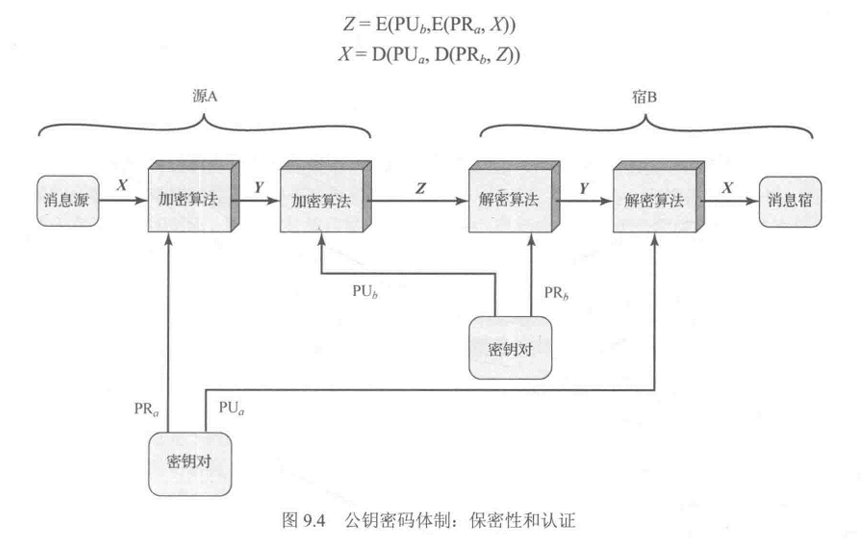 Z = E(PU_b,E(PR_a, X))
X = D(PU_a, D(PR_b, Z))
源A
宿B
消息源
X
加密算法
Y
加密算法
Z
解密算法
Y
解密算法
X
消息宿
PU_b
PR_b
密钥对
PR_a
PU_a
密钥对
图 9.4 公钥密码体制：保密性和认证